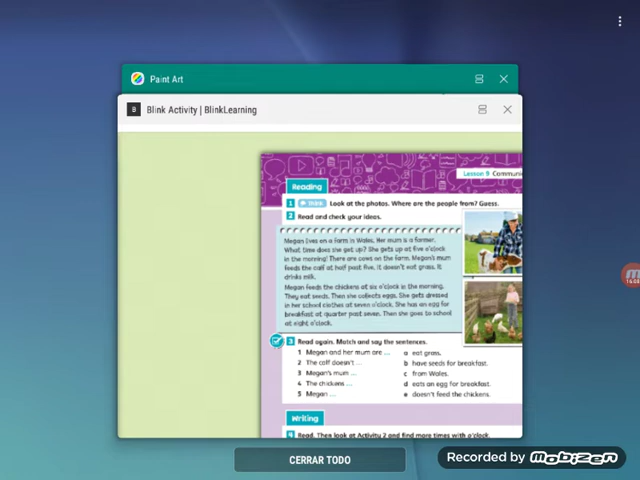 Paint Art
B Blink Activity | BlinkLearning
Lesson 9 Communi
Reading
1 think Look at the photos. Where are the people from? Guess.
2 Read and check your ideas.
Megan lives on a farm in Wales. Her mum is a farmer.
What time does she get up? She gets up at five o'clock
in the morning! There are cows on the farm. Megan's mum
feeds the calf at half past five. It doesn't eat grass. It
drinks milk.
Megan feeds the chickens at six o'clock in the morning.
They eat seeds. Then she collects eggs. She gets dressed
in her school clothes at seven o'clock. She has an egg for
breakfast at quarter past seven. Then she goes to school
at eight o'clock.
3 Read again. Match and say the sentences.
1 Megan and her mum are ... a eat grass.
2 The calf doesn't ... b have seeds for breakfast.
3 Megan's mum ... c from Wales.
4 The chickens ... d eats an egg for breakfast.
5 Megan ... e doesn't feed the chickens.
Writing
4 Read. Then look at Activity 2 and find more times with o'clock.
CERRAR TODO
Recorded by mobizen
14:08